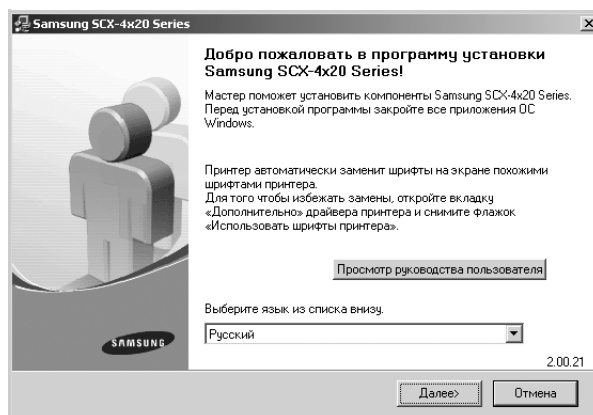 Samsung SCX-4x20 Series
Добро пожаловать в программу установки
Samsung SCX-4x20 Series!
Мастер поможет установить компоненты Samsung SCX-4x20 Series.
Перед установкой программы закройте все приложения ОС
Windows.
Принтер автоматически заменит шрифты на экране похожими
шрифтами принтера.
Для того чтобы избежать замены, откройте вкладку
«Дополнительно» драйвера принтера и снимите флажок
«Использовать шрифты принтера».
Просмотр руководства пользователя
Выберите язык из списка внизу.
Русский
SAMSUNG
2.00.21
Далее>
Отмена